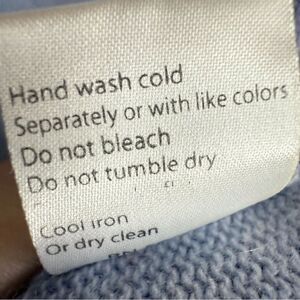 Hand wash cold
Separately or with like colors
Do not bleach
Do not tumble dry
Cool iron
Or dry clean